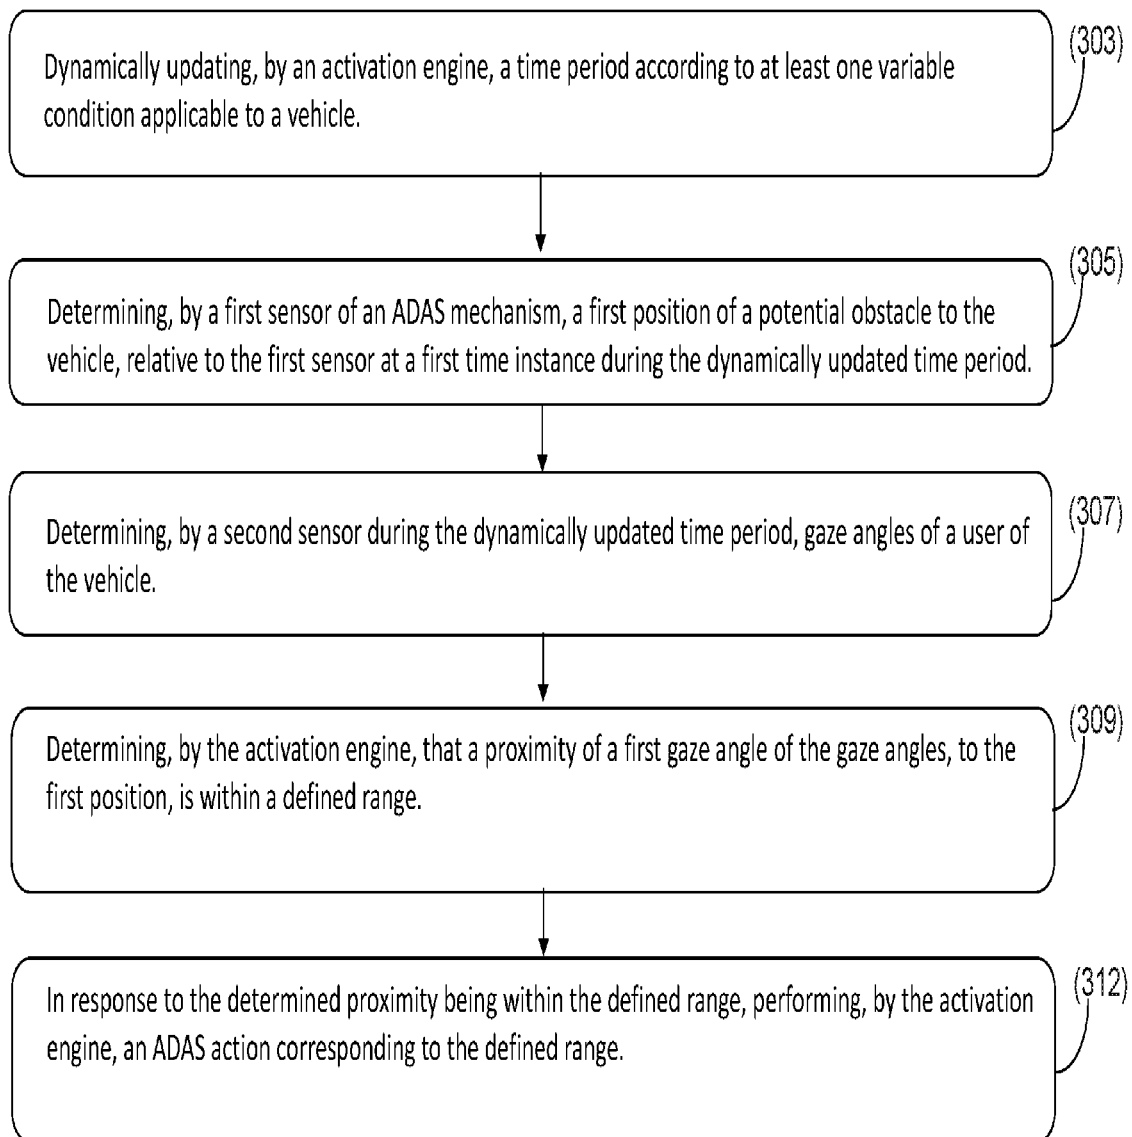 (303)
Dynamically updating, by an activation engine, a time period according to at least one variable
condition applicable to a vehicle.
(305)
Determining, by a first sensor of an ADAS mechanism, a first position of a potential obstacle to the
vehicle, relative to the first sensor at a first time instance during the dynamically updated time period.
(307)
Determining, by a second sensor during the dynamically updated time period, gaze angles of a user of
the vehicle.
(309)
Determining, by the activation engine, that a proximity of a first gaze angle of the gaze angles, to the
first position, is within a defined range.
(312)
In response to the determined proximity being within the defined range, performing, by the activation
engine, an ADAS action corresponding to the defined range.